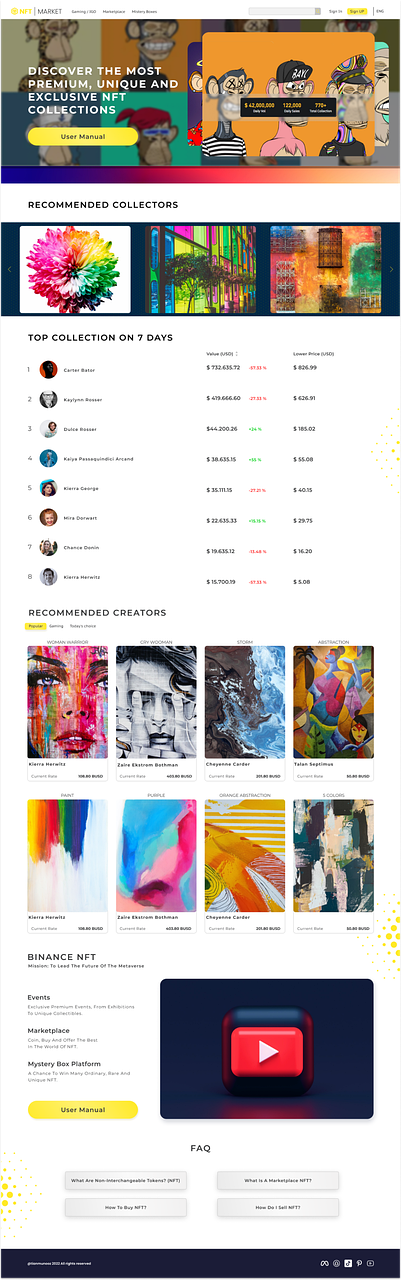 NFT | MARKET
Gaming / IGO Marketplace Mistery Boxes
Sign In Sign UP ENG
DISCOVER THE MOST
PREMIUM, UNIQUE AND
EXCLUSIVE NFT
COLLECTIONS
User Manual
BAYC
$ 42,000,000 122,000 770+
Daily Vol Daily Sales Total Collection
RECOMMENDED COLLECTORS
TOP COLLECTION ON 7 DAYS
Value (USD) Lower Price (USD)
1 Carter Bator $ 732.635.72 -57.53 % $ 826.99
2 Kaylynn Rosser $ 419.666.60 -27.53 % $ 626.91
3 Dulce Rosser $44.200.26 +24 % $ 185.02
4 Kaiya Passaquindici Arcand $ 38.635.15 +55 % $ 55.08
5 Kierra George $ 35.111.15 -27.21 % $ 40.15
6 Mira Dorwart $ 22.635.33 +19.15 % $ 29.75
7 Chance Donin $ 19.635.12 -13.48 % $ 16.20
8 Kierra Herwitz $ 15.700.19 -57.53 % $ 5.08
RECOMMENDED CREATORS
Popular Gaming Today's choice
WOMAN WARRIOR CRY WOOMAN STORM ABSTRACTION
Kierra Herwitz Zaire Ekstrom Bothman Cheyenne Carder Talan Septimus
Current Rate 108.80 BUSD Current Rate 403.80 BUSD Current Rate 201.80 BUSD Current Rate 50.80 BUSD
PAINT PURPLE ORANGE ABSTRACTION 5 COLORS
Kierra Herwitz Zaire Ekstrom Bothman Cheyenne Carder
Current Rate 108.80 BUSD Current Rate 403.80 BUSD Current Rate 201.80 BUSD Current Rate 50.80 BUSD
BINANCE NFT
Mission: To Lead The Future Of The Metaverse
Events
Exclusive Premium Events, From Exhibitions
To Unique Collectibles.
Marketplace
Coin, Buy And Offer The Best
In The World Of NFT.
Mystery Box Platform
A Chance To Win Many Ordinary, Rare And
Unique NFT.
User Manual
FAQ
What Are Non-Interchangeable Tokens? (NFT) What Is A Marketplace NFT?
How To Buy NFT? How Do I Sell NFT?
2022 All rights reserved